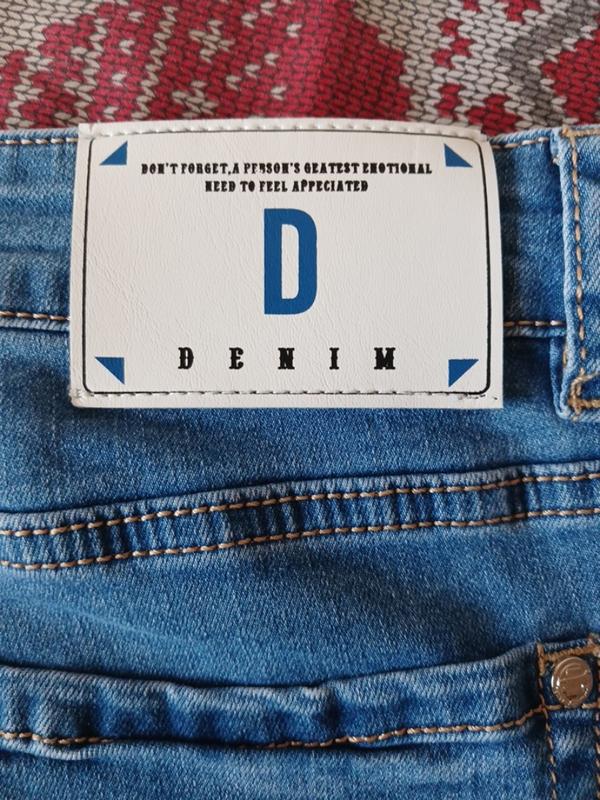 DON'T FORGET,A PERSON'S GEATEST EMOTIONAL
NEED TO FEEL APPECIATED
D
DENIM